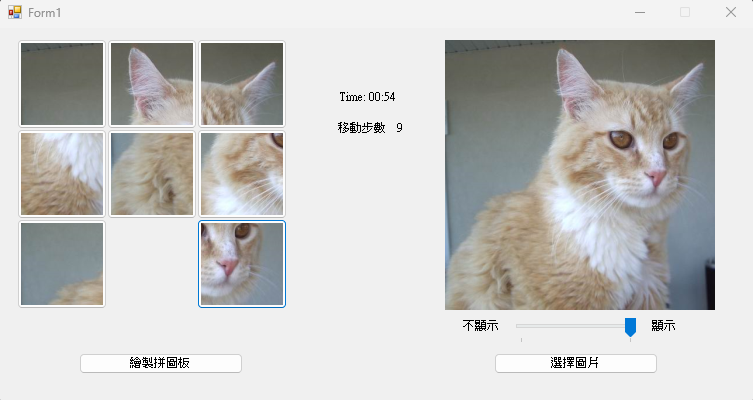 Form1
Time: 00:54
移動步數 9
不顯示
顯示
繪製拼圖板
選擇圖片